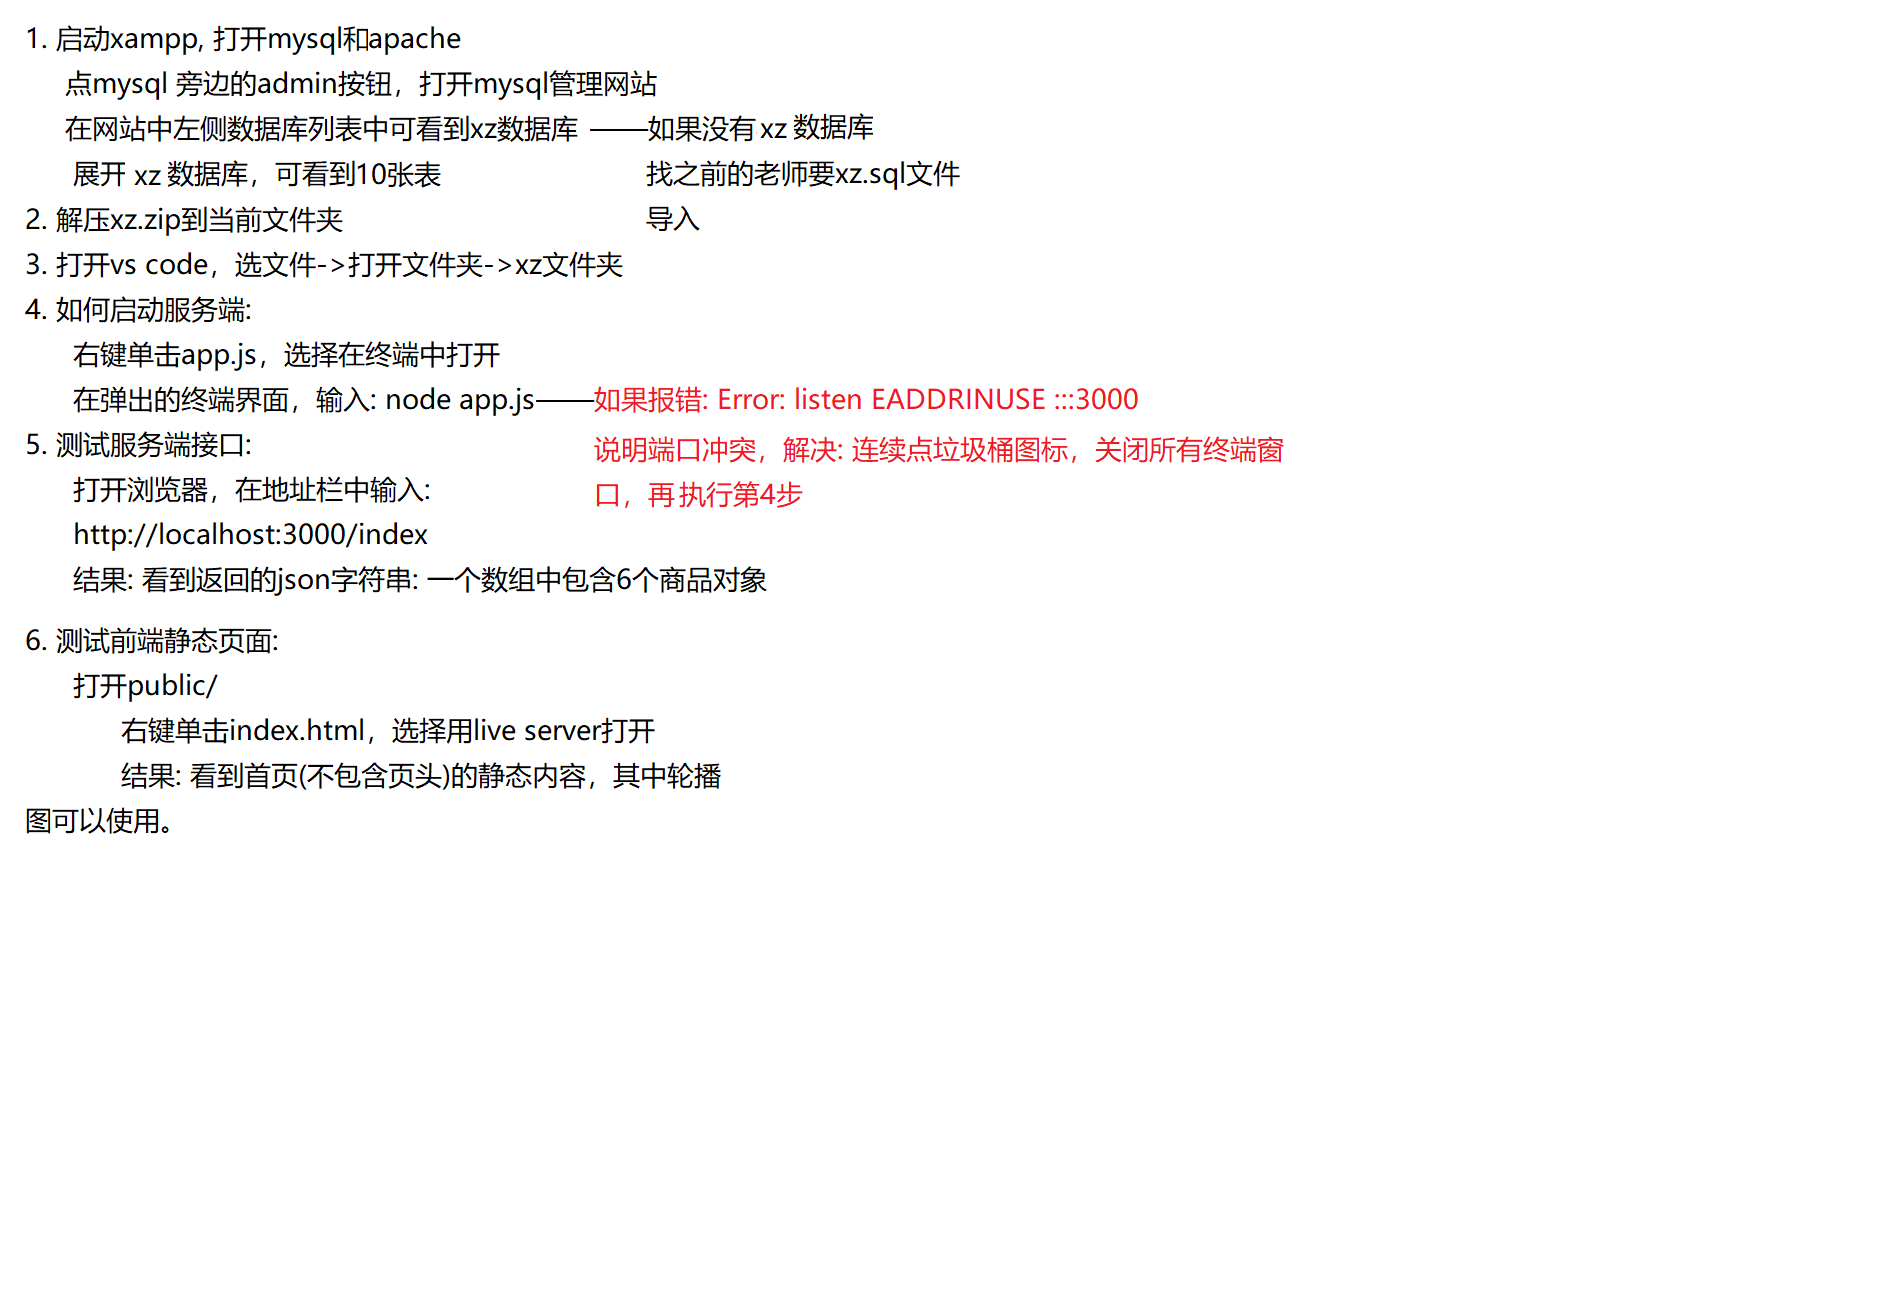 1. 启动xampp, 打开mysql和apache
点mysql 旁边的admin按钮，打开mysql管理网站
在网站中左侧数据库列表中可看到xz数据库 ——如果没有 xz 数据库
展开 xz 数据库，可看到10张表
找之前的老师要xz.sql文件
导入
2. 解压xz.zip到当前文件夹
3. 打开vs code，选文件->打开文件夹->xz文件夹
4. 如何启动服务端:
右键单击app.js，选择在终端中打开
在弹出的终端界面，输入: node app.js——如果报错: Error: listen EADDRINUSE :::3000
说明端口冲突，解决: 连续点垃圾桶图标，关闭所有终端窗
口，再执行第4步
5. 测试服务端接口:
打开浏览器，在地址栏中输入:
http://localhost:3000/index
结果: 看到返回的json字符串: 一个数组中包含6个商品对象
6. 测试前端静态页面:
打开public/
右键单击index.html，选择用live server打开
结果: 看到首页(不包含页头)的静态内容，其中轮播
图可以使用。